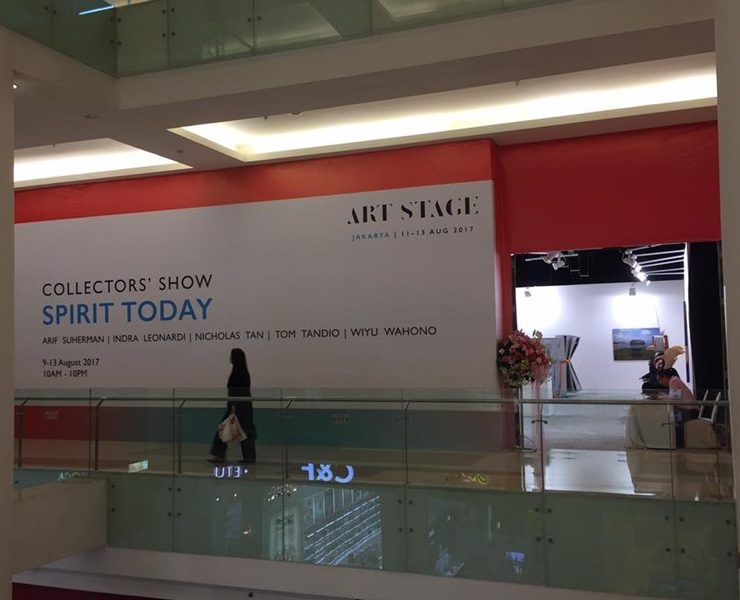 ART STAGE
JAKARTA | 11-13 AUG 2017
COLLECTORS' SHOW
SPIRIT TODAY
ARIF SUHERMAN | INDRA LEONARDI | NICHOLAS TAN | TOM TANDIO | WIYU WAHONO
9-13 August 2017
10AM - 10PM
C&F